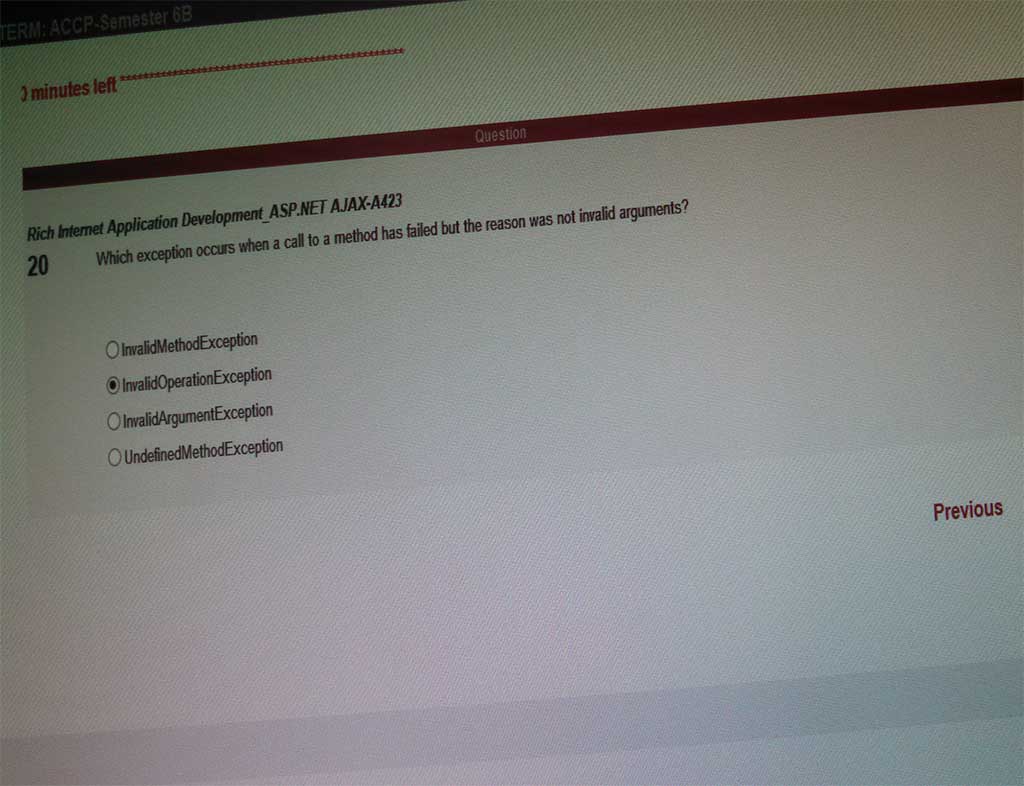 TERM: ACCP-Semester 6B
minutes left ************************************************************
Question
Rich Internet Application Development_ASP.NET AJAX-A423
20 Which exception occurs when a call to a method has failed but the reason was not invalid arguments?
InvalidMethodException
InvalidOperationException
InvalidArgumentException
UndefinedMethodException
Previous